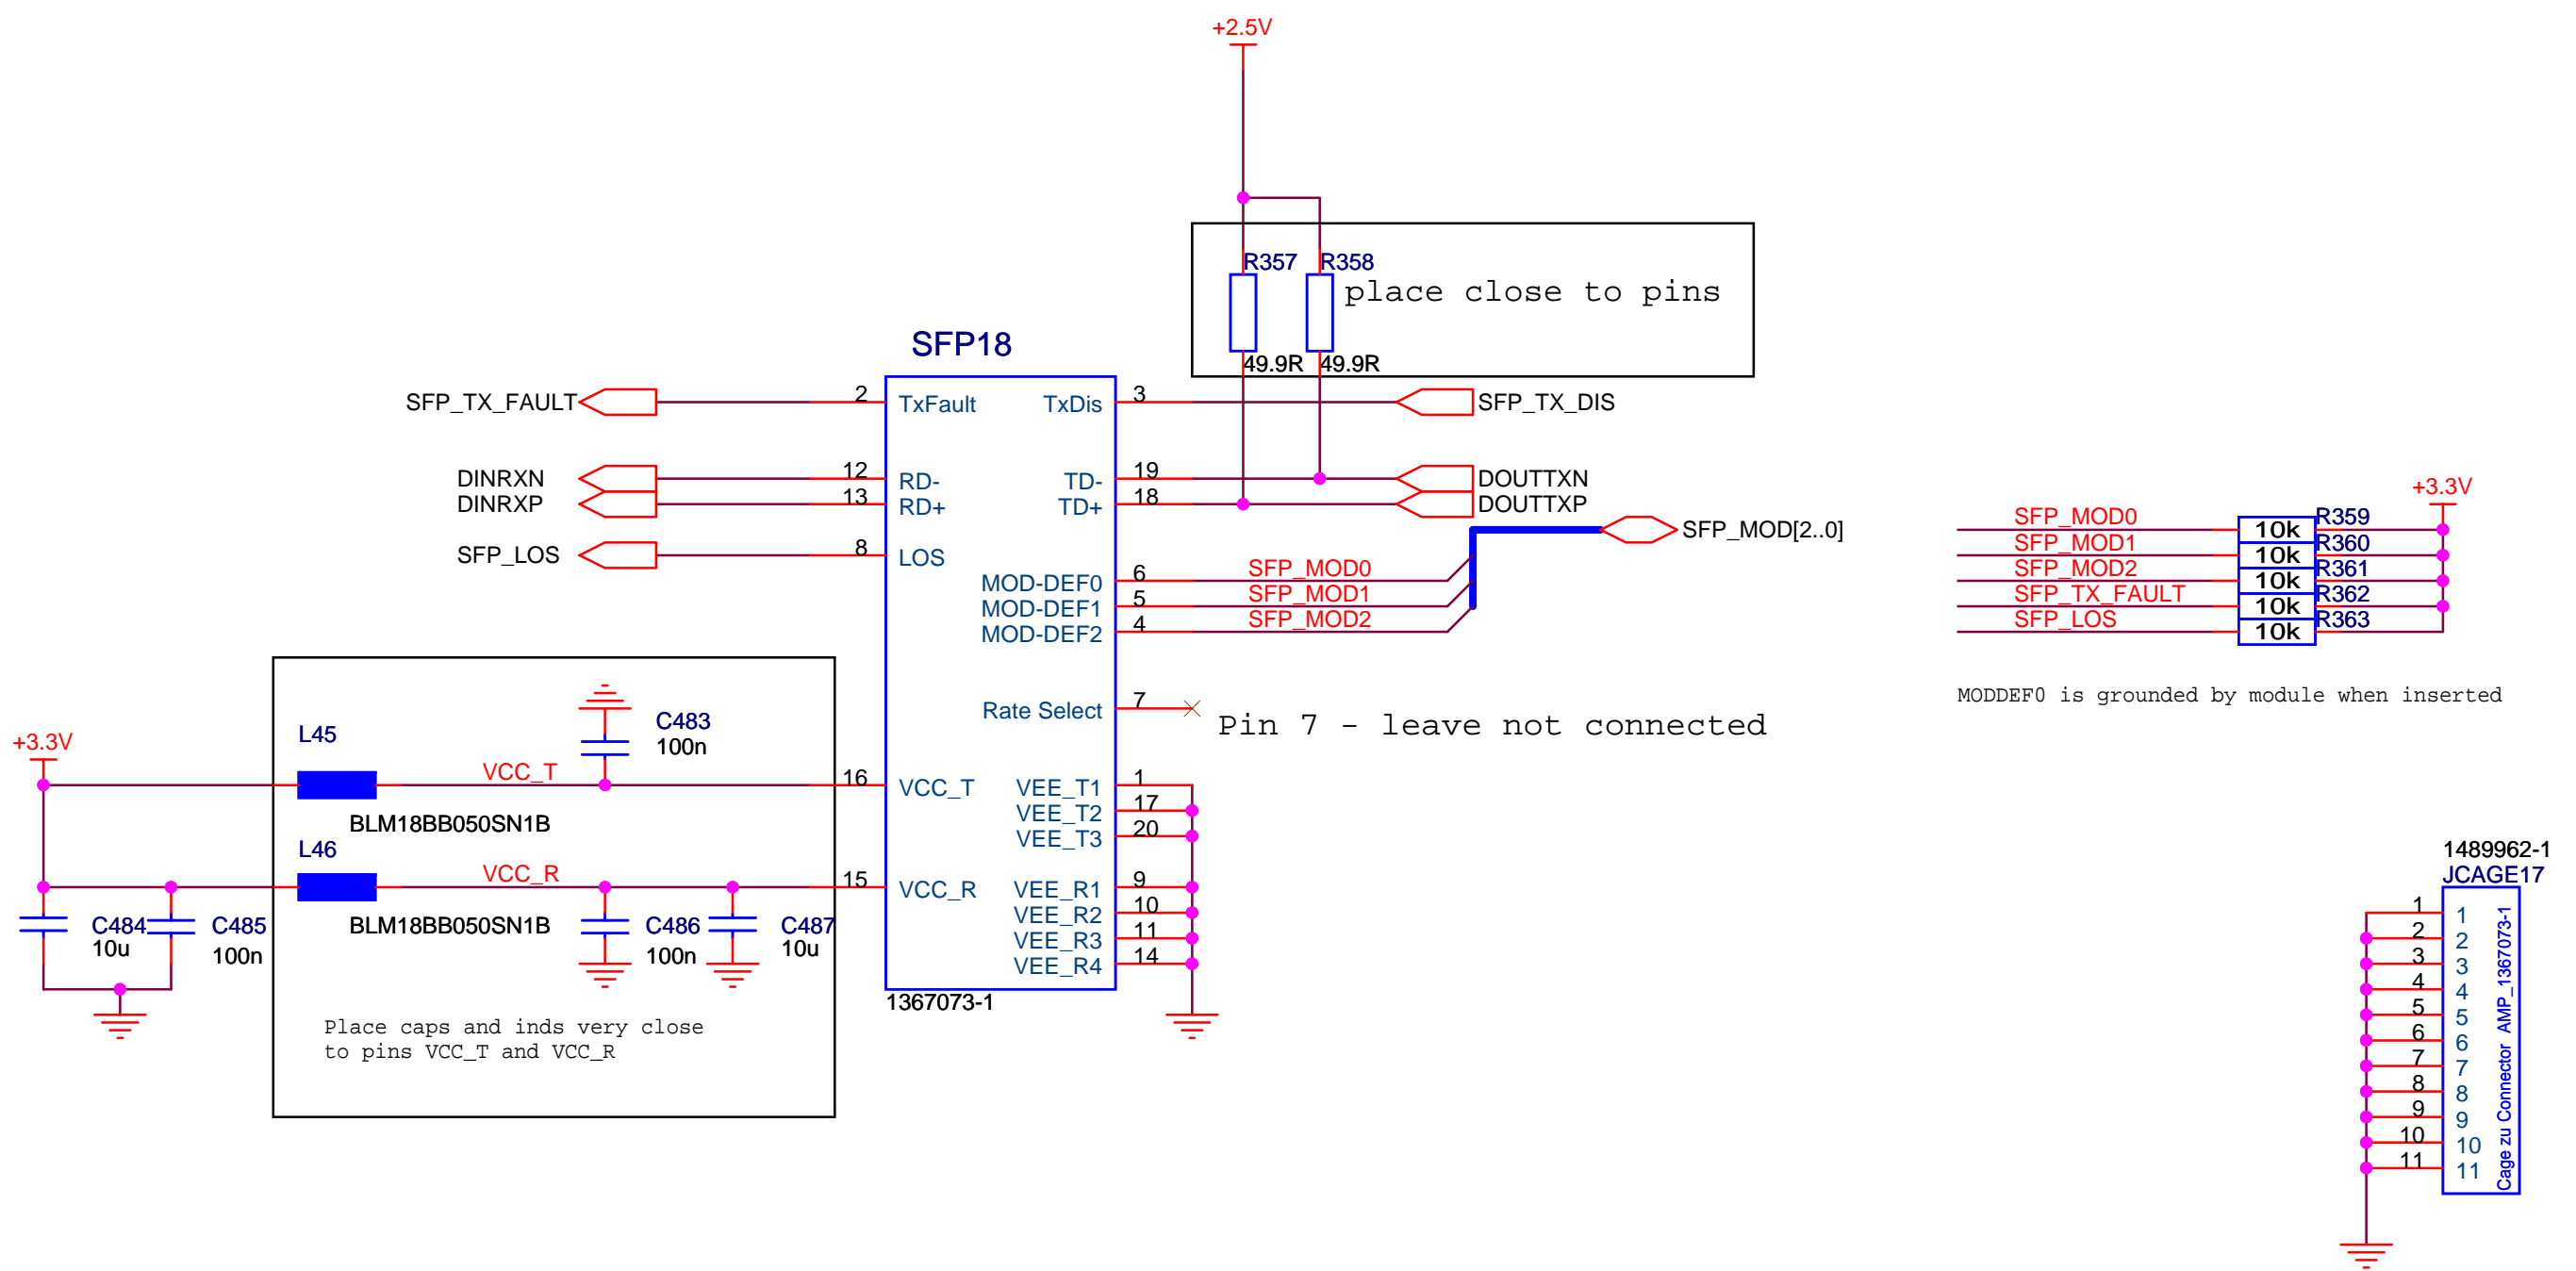 +2.5V
R357
R358
place close to pins
49.9R
49.9R
SFP18
SFP_TX_FAULT
2
TxFault
TxDis
3
SFP_TX_DIS
DINRXN
12
RD-
TD-
19
DOUTTXN
DINRXP
13
RD+
TD+
18
DOUTTXP
SFP_MOD[2..0]
SFP_LOS
8
LOS
MOD-DEF0
6
SFP_MOD0
MOD-DEF1
5
SFP_MOD1
MOD-DEF2
4
SFP_MOD2
Rate Select
7
Pin 7 - leave not connected
+3.3V
L45
C483
100n
VCC_T
16
VCC_T
BLM18BB050SN1B
L46
VCC_R
15
VCC_R
BLM18BB050SN1B
C484
10u
C485
100n
C486
100n
C487
10u
Place caps and inds very close
to pins VCC_T and VCC_R
VEE_T1
1
VEE_T2
17
VEE_T3
20
VEE_R1
9
VEE_R2
10
VEE_R3
11
VEE_R4
14
1367073-1
+3.3V
SFP_MOD0
10k
R359
SFP_MOD1
10k
R360
SFP_MOD2
10k
R361
SFP_TX_FAULT
10k
R362
SFP_LOS
10k
R363
MODDEF0 is grounded by module when inserted
1489962-1
JCAGE17
1
1
2
2
3
3
4
4
5
5
6
6
7
7
8
8
9
9
10
10
11
11
Cage zu Connector AMP_1367073-1